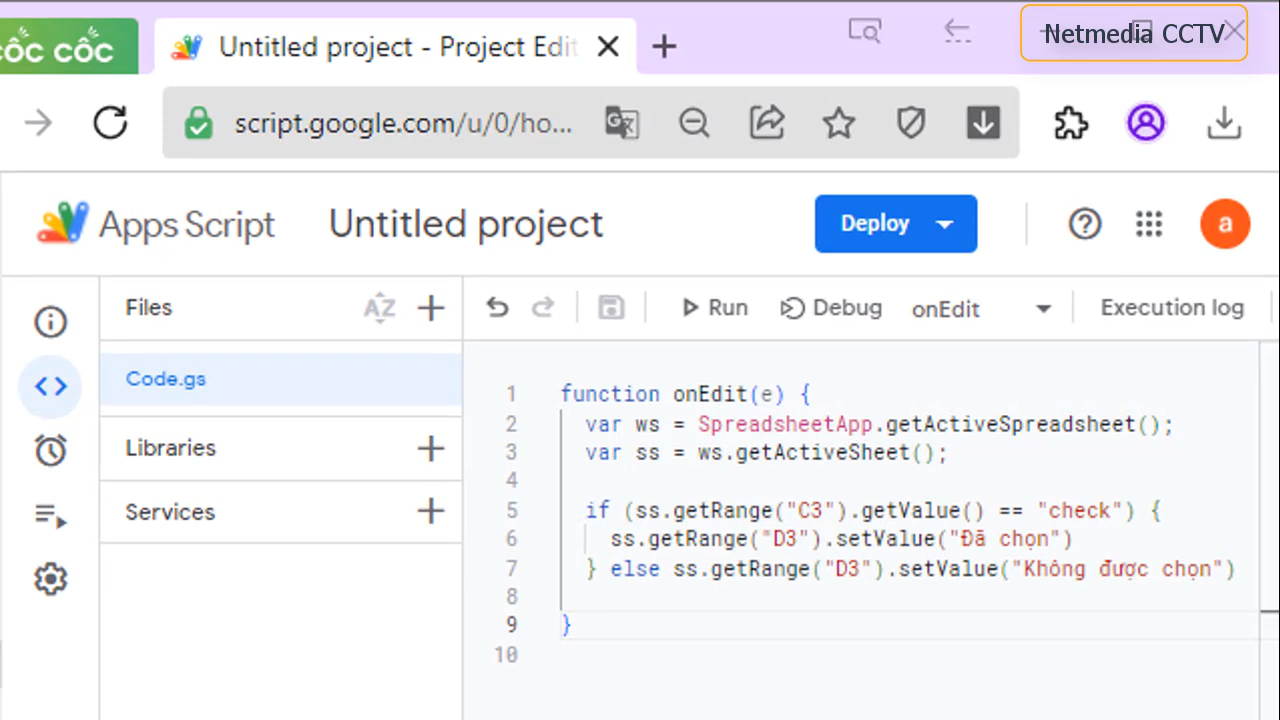 cốc cốc
Untitled project - Project Edit
Netmedia CCTV
script.google.com/u/0/ho...
Apps Script
Untitled project
Deploy
a
Files
AZ
Run
Debug
onEdit
Execution log
Code.gs
Libraries
Services
1 function onEdit(e) {
2 var ws = SpreadsheetApp.getActiveSpreadsheet();
3 var ss = ws.getActiveSheet();
4
5 if (ss.getRange("C3").getValue() == "check") {
6 ss.getRange("D3").setValue("Đã chọn")
7 } else ss.getRange("D3").setValue("Không được chọn")
8
9 }
10